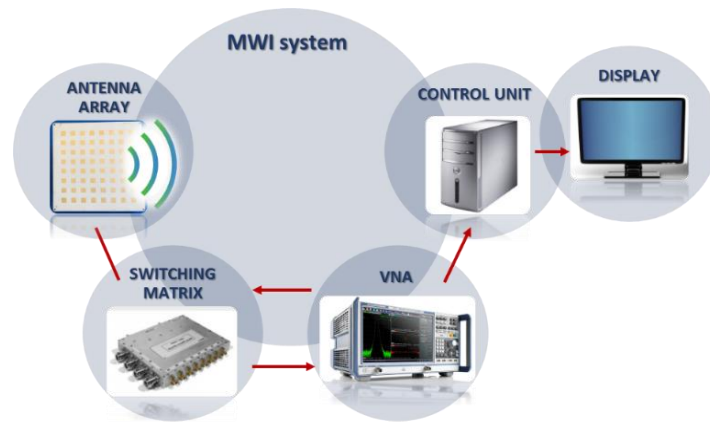 MWI system
ANTENNA
ARRAY
CONTROL UNIT
DISPLAY
SWITCHING
MATRIX
VNA